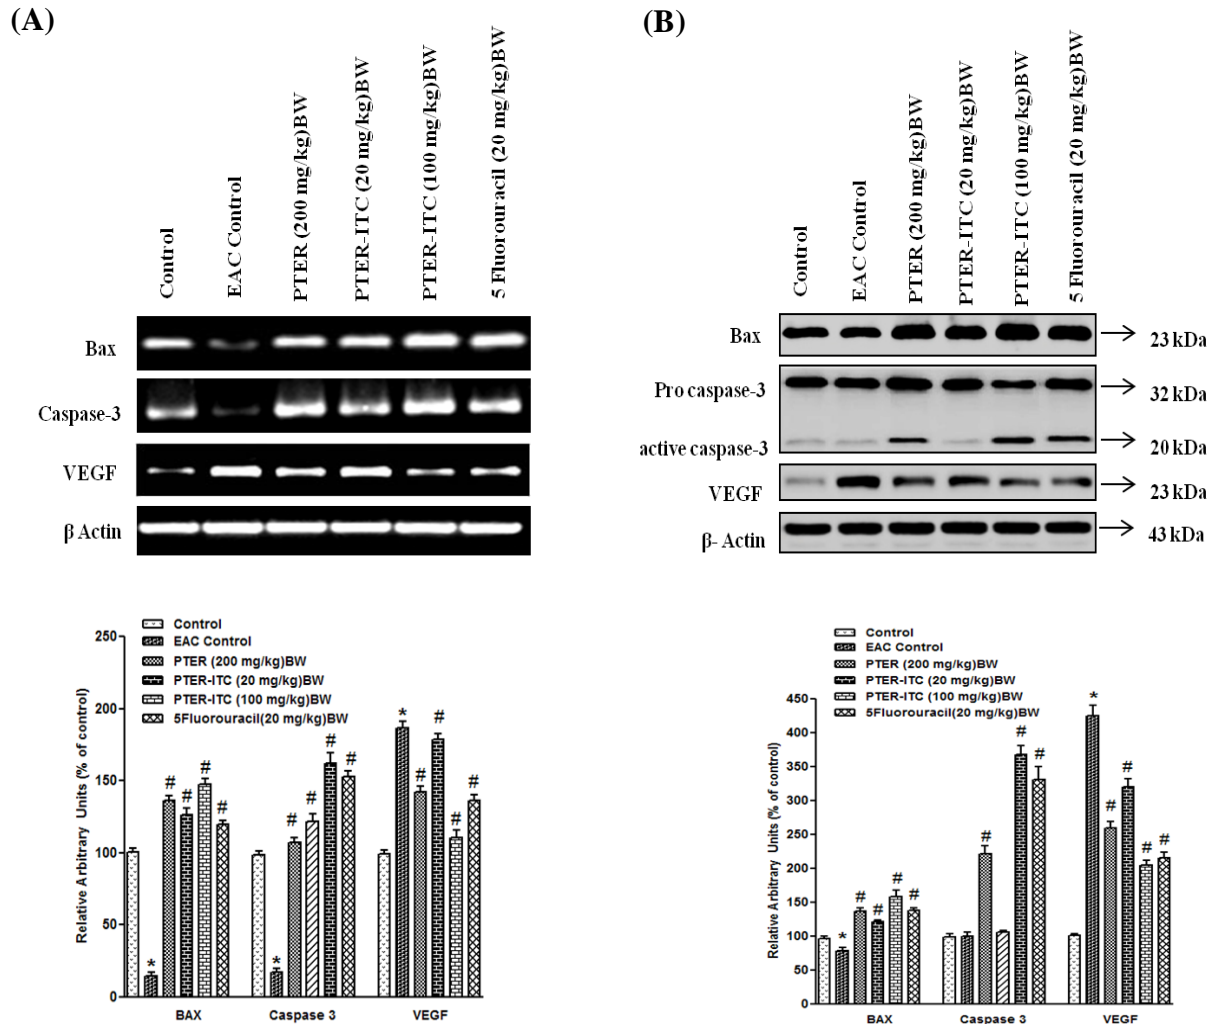 (A)
Control
EAC Control
PTER (200 mg/kg)BW
PTER-ITC (20 mg/kg)BW
PTER-ITC (100 mg/kg)BW
5 Fluorouracil (20 mg/kg)BW
Bax
Caspase-3
VEGF
β Actin
Control
EAC Control
PTER (200 mg/kg)BW
PTER-ITC (20 mg/kg)BW
PTER-ITC (100 mg/kg)BW
5Fluorouracil(20 mg/kg)BW
Relative Arbitrary Units (% of control)
250
200
150
100
50
0
* # # # #
* # # # #
* # # # #
BAX Caspase 3 VEGF
(B)
Control
EAC Control
PTER (200 mg/kg)BW
PTER-ITC (20 mg/kg)BW
PTER-ITC (100 mg/kg)BW
5 Fluorouracil (20 mg/kg)BW
Bax 23 kDa
Pro caspase-3 32 kDa
active caspase-3 20 kDa
VEGF 23 kDa
β- Actin 43 kDa
Control
EAC Control
PTER (200 mg/kg)BW
PTER-ITC (20 mg/kg)BW
PTER-ITC (100 mg/kg)BW
5Fluorouracil(20 mg/kg)BW
Relative Arbitrary Units (% of control)
450
400
350
300
250
200
150
100
50
0
* # # # #
# # #
* # # # #
BAX Caspase 3 VEGF